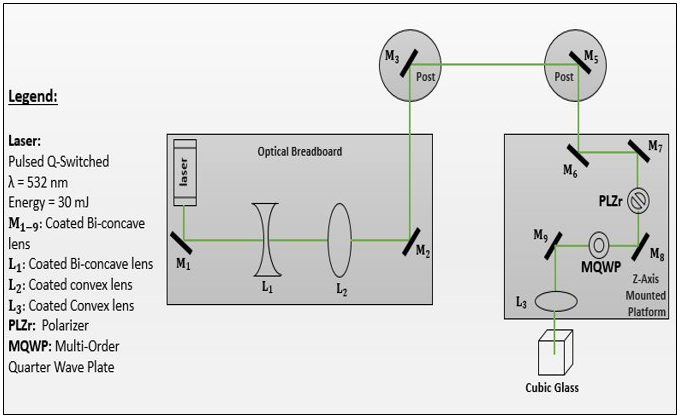 Legend:
Laser:
Pulsed Q-Switched
λ = 532 nm
Energy = 30 mJ
M₁₋₉: Coated Bi-concave
lens
L₁: Coated Bi-concave lens
L₂: Coated convex lens
L₃: Coated Convex lens
PLZr: Polarizer
MQWP: Multi-Order
Quarter Wave Plate
laser
Optical Breadboard
M₁
L₁
L₂
M₂
M₃
Post
M₅
Post
M₆
M₇
PLZr
M₈
MQWP
M₉
L₃
Z-Axis
Mounted
Platform
Cubic Glass